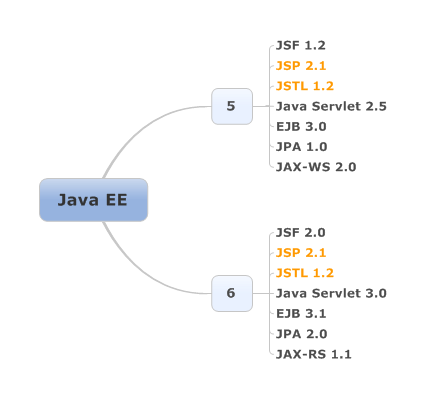 Java EE
5
JSF 1.2
JSP 2.1
JSTL 1.2
Java Servlet 2.5
EJB 3.0
JPA 1.0
JAX-WS 2.0
6
JSF 2.0
JSP 2.1
JSTL 1.2
Java Servlet 3.0
EJB 3.1
JPA 2.0
JAX-RS 1.1